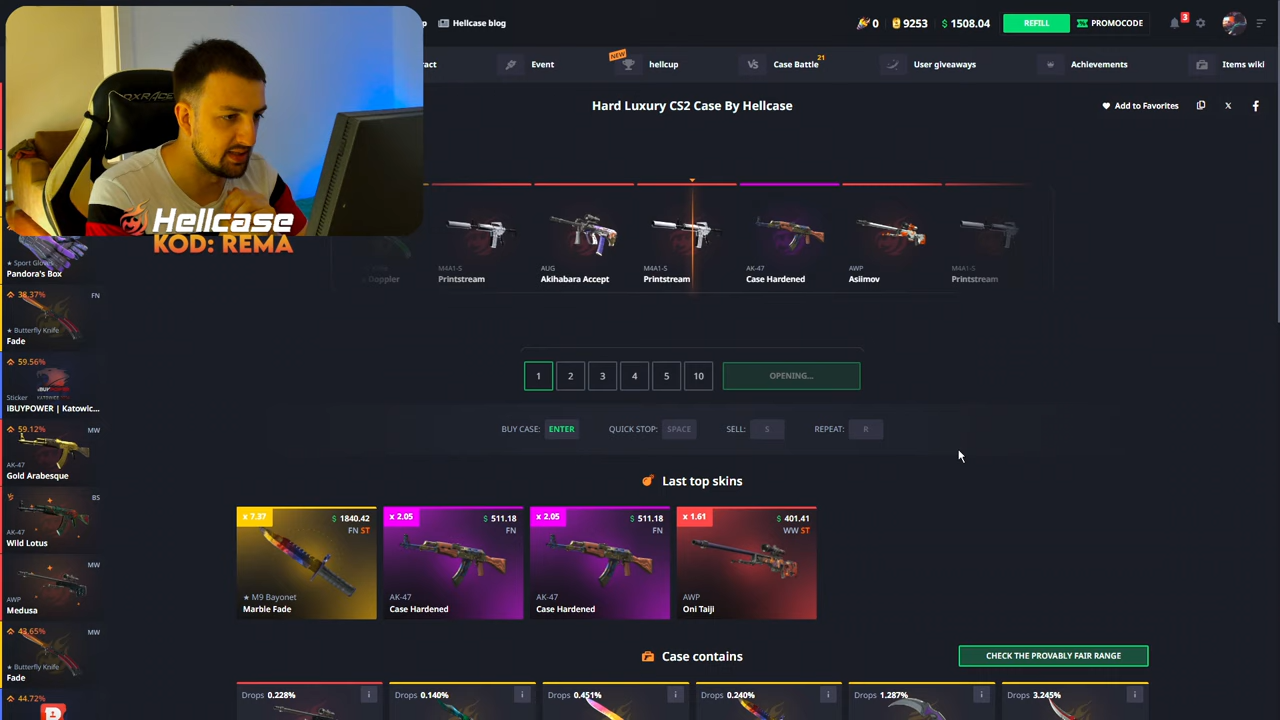 p
Hellcase blog
0
9253
$ 1508.04
REFILL
PROMOCODE
3
ract
Event
NEW
hellcup
VS
Case Battle
21
User giveaways
Achievements
Items wiki
Hard Luxury CS2 Case By Hellcase
Add to Favorites
Hellcase
KOD: REMA
Doppler
M4A1-S
Printstream
AUG
Akihabara Accept
M4A1-S
Printstream
AK-47
Case Hardened
AWP
Asiimov
M4A1-S
Printstream
★ Sport Gloves
Pandora's Box
38.37%
FN
★ Butterfly Knife
Fade
59.56%
Sticker
IBUYPOWER | Katowic...
59.12%
MW
AK-47
Gold Arabesque
BS
AK-47
Wild Lotus
MW
AWP
Medusa
43.65%
MW
★ Butterfly Knife
Fade
44.72%
1
2
3
4
5
10
OPENING...
BUY CASE:
ENTER
QUICK STOP:
SPACE
SELL:
S
REPEAT:
R
Last top skins
x 7.37
$ 1840.42
FN ST
★ M9 Bayonet
Marble Fade
x 2.05
$ 511.18
FN
AK-47
Case Hardened
x 2.05
$ 511.18
FN
AK-47
Case Hardened
x 1.61
$ 401.41
WW ST
AWP
Oni Taiji
Case contains
CHECK THE PROVABLY FAIR RANGE
Drops 0.228%
Drops 0.140%
Drops 0.451%
Drops 0.240%
Drops 1.287%
Drops 3.245%